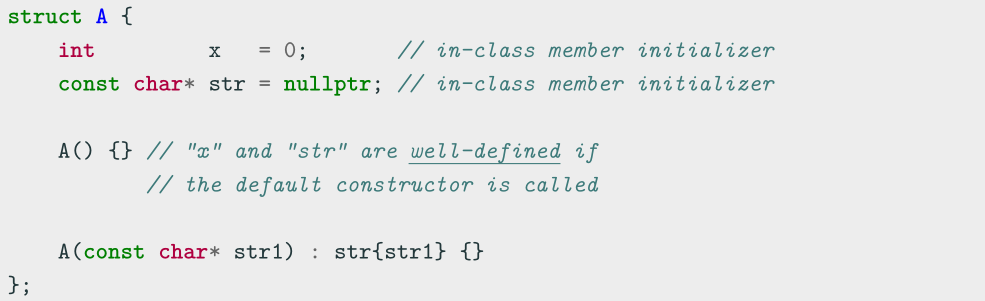 struct A {
    int         x   = 0;       // in-class member initializer
    const char* str = nullptr; // in-class member initializer

    A() {} // "x" and "str" are well-defined if
           // the default constructor is called

    A(const char* str1) : str{str1} {}
};